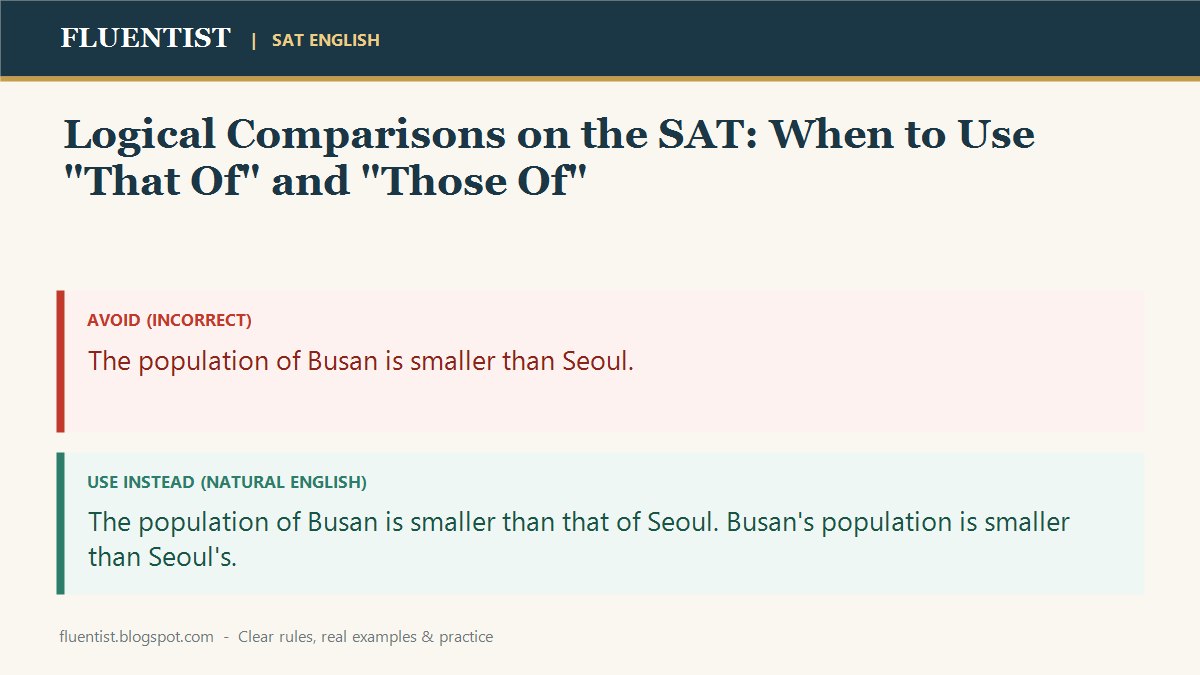 FLUENTIST | SAT ENGLISH
Logical Comparisons on the SAT: When to Use
"That Of" and "Those Of"
AVOID (INCORRECT)
The population of Busan is smaller than Seoul.
USE INSTEAD (NATURAL ENGLISH)
The population of Busan is smaller than that of Seoul. Busan's population is smaller
than Seoul's.
fluentist.blogspot.com - Clear rules, real examples & practice